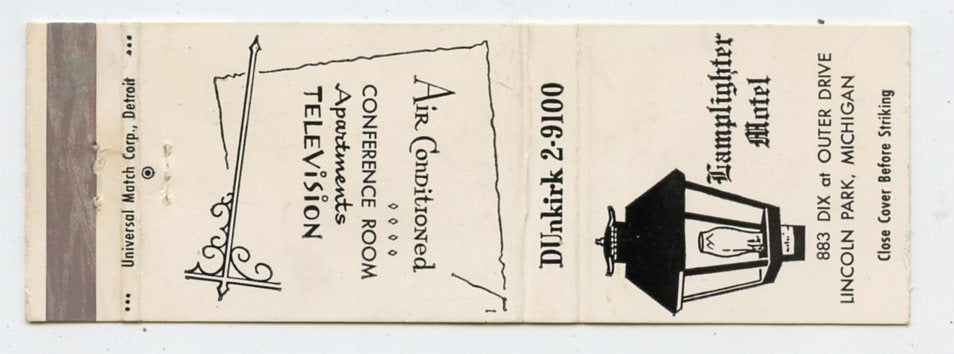 Lamplighter
Motel
883 DIX at OUTER DRIVE
LINCOLN PARK, MICHIGAN
Close Cover Before Striking
DUnkirk 2-9100
AIR CONDITIONED
◊ ◊ ◊ ◊
CONFERENCE ROOM
Apartments
TELEVISION
••• Universal Match Corp., Detroit •••